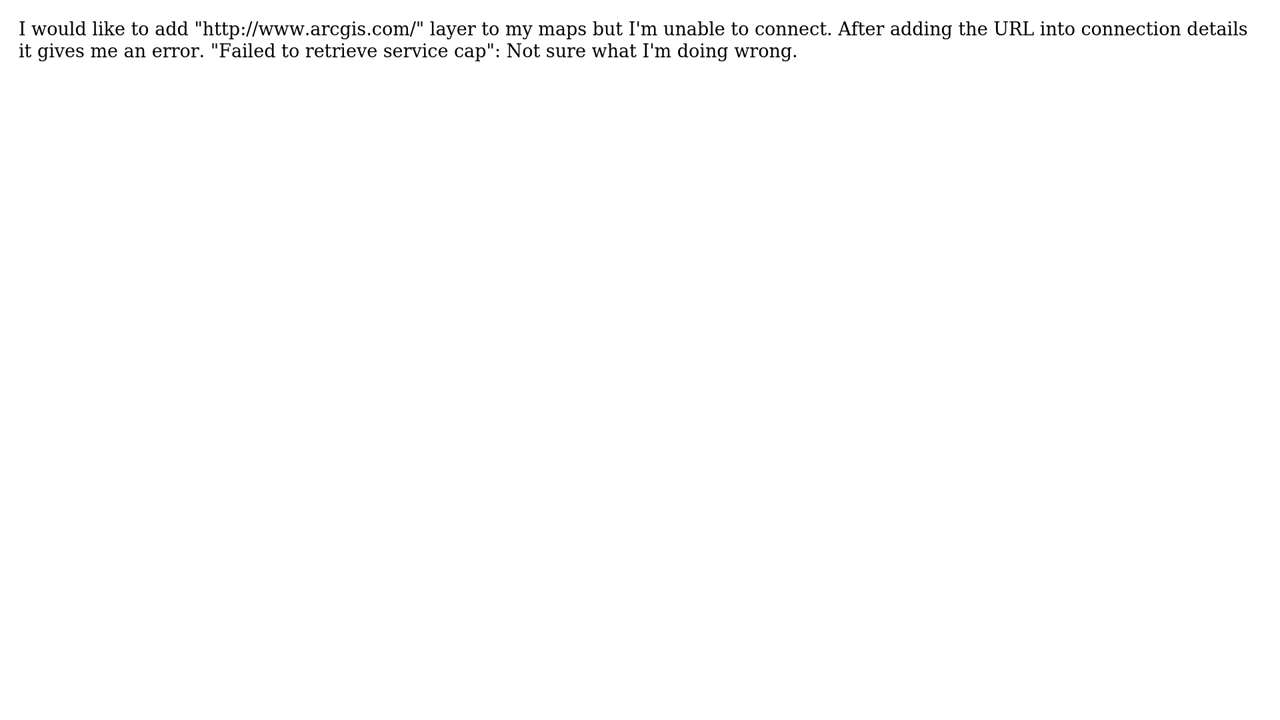 I would like to add "http://www.arcgis.com/" layer to my maps but I'm unable to connect. After adding the URL into connection details
it gives me an error. "Failed to retrieve service cap": Not sure what I'm doing wrong.